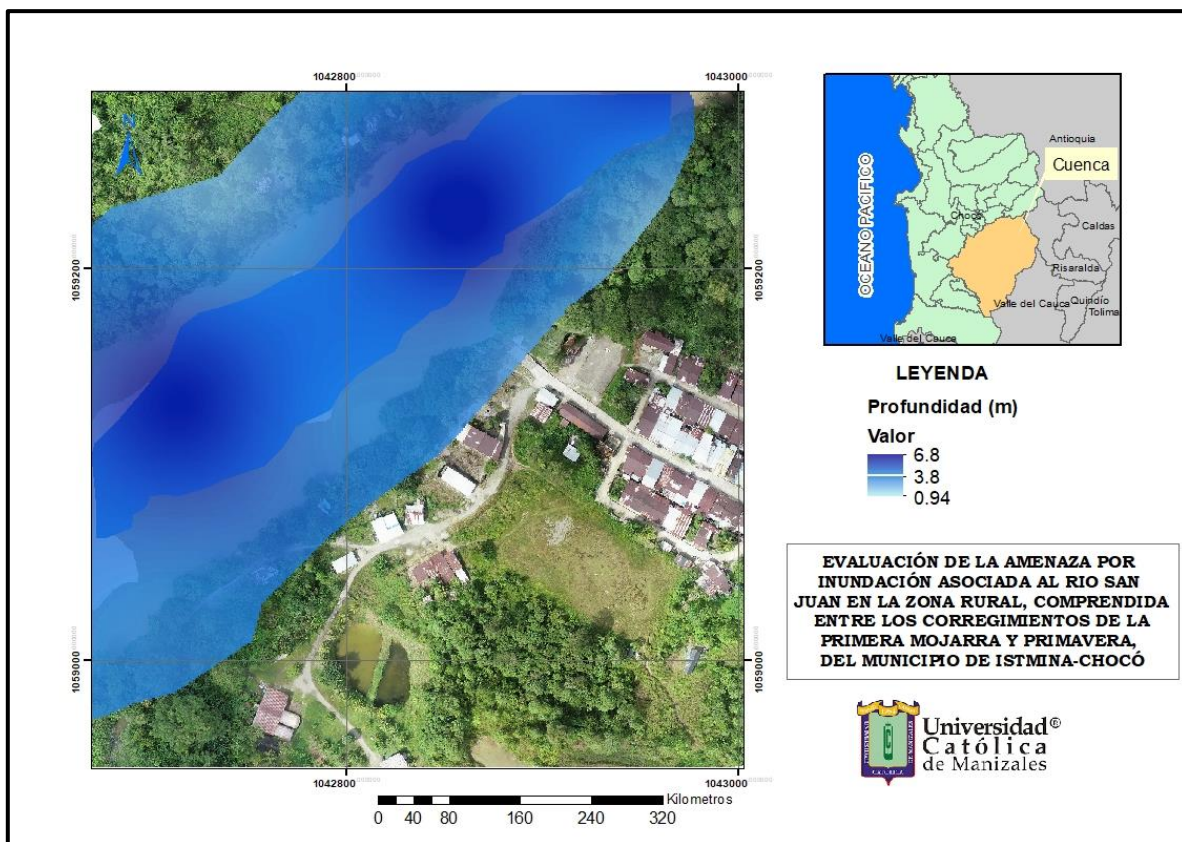 1042800
1043000
1059200
1059000
N
1059200
1059000
1042800
1043000
Kilometros
0 40 80 160 240 320
OCEANO PACIFICO
Antioquia
Cuenca
Chocó
Caldas
Risaralda
Valle del Cauca
Quindío
Tolima
Valle del Cauca
LEYENDA
Profundidad (m)
Valor
6.8
3.8
0.94
EVALUACIÓN DE LA AMENAZA POR
INUNDACIÓN ASOCIADA AL RIO SAN
JUAN EN LA ZONA RURAL, COMPRENDIDA
ENTRE LOS CORREGIMIENTOS DE LA
PRIMERA MOJARRA Y PRIMAVERA,
DEL MUNICIPIO DE ISTMINA-CHOCÓ
Universidad®
Católica
de Manizales